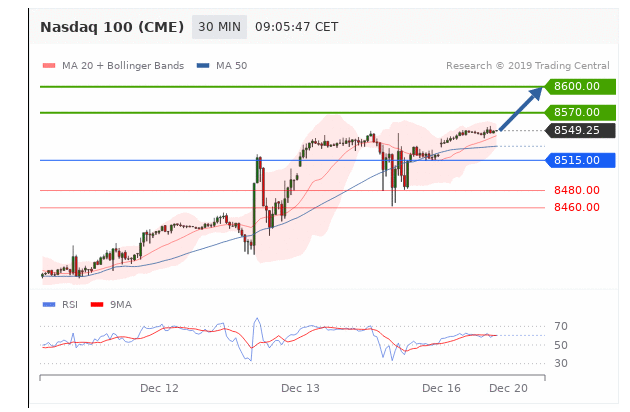 Nasdaq 100 (CME) 30 MIN 09:05:47 CET
MA 20 + Bollinger Bands MA 50 Research © 2019 Trading Central
8600.00
8570.00
8549.25
8515.00
8480.00
8460.00
RSI 9MA
70
50
30
Dec 12 Dec 13 Dec 16 Dec 20